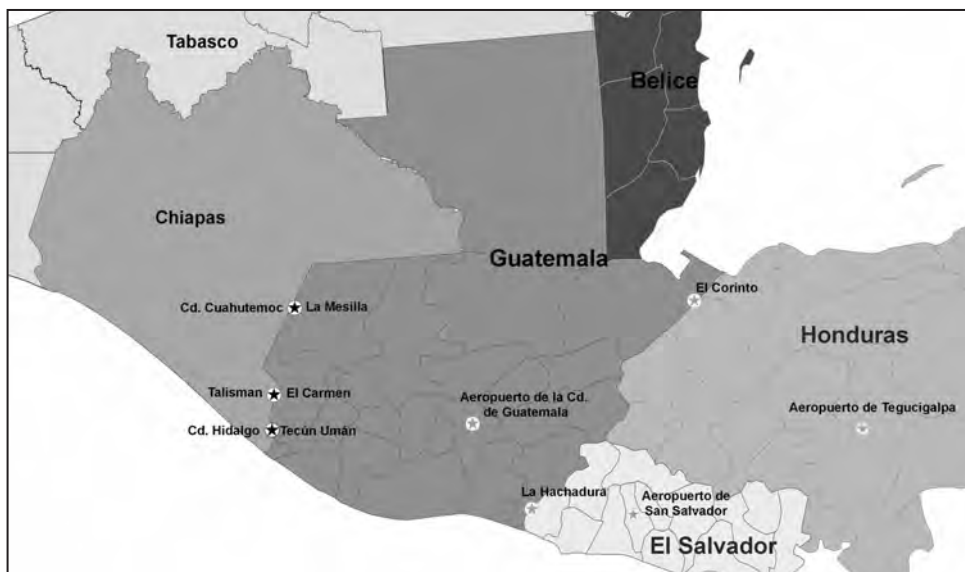 Tabasco
Belice
Chiapas
Guatemala
El Corinto
Cd. Cuahutemoc
La Mesilla
Honduras
Talisman
El Carmen
Aeropuerto de la Cd.
de Guatemala
Aeropuerto de Tegucigalpa
Cd. Hidalgo
Tecún Umán
La Hachadura
Aeropuerto de
San Salvador
El Salvador